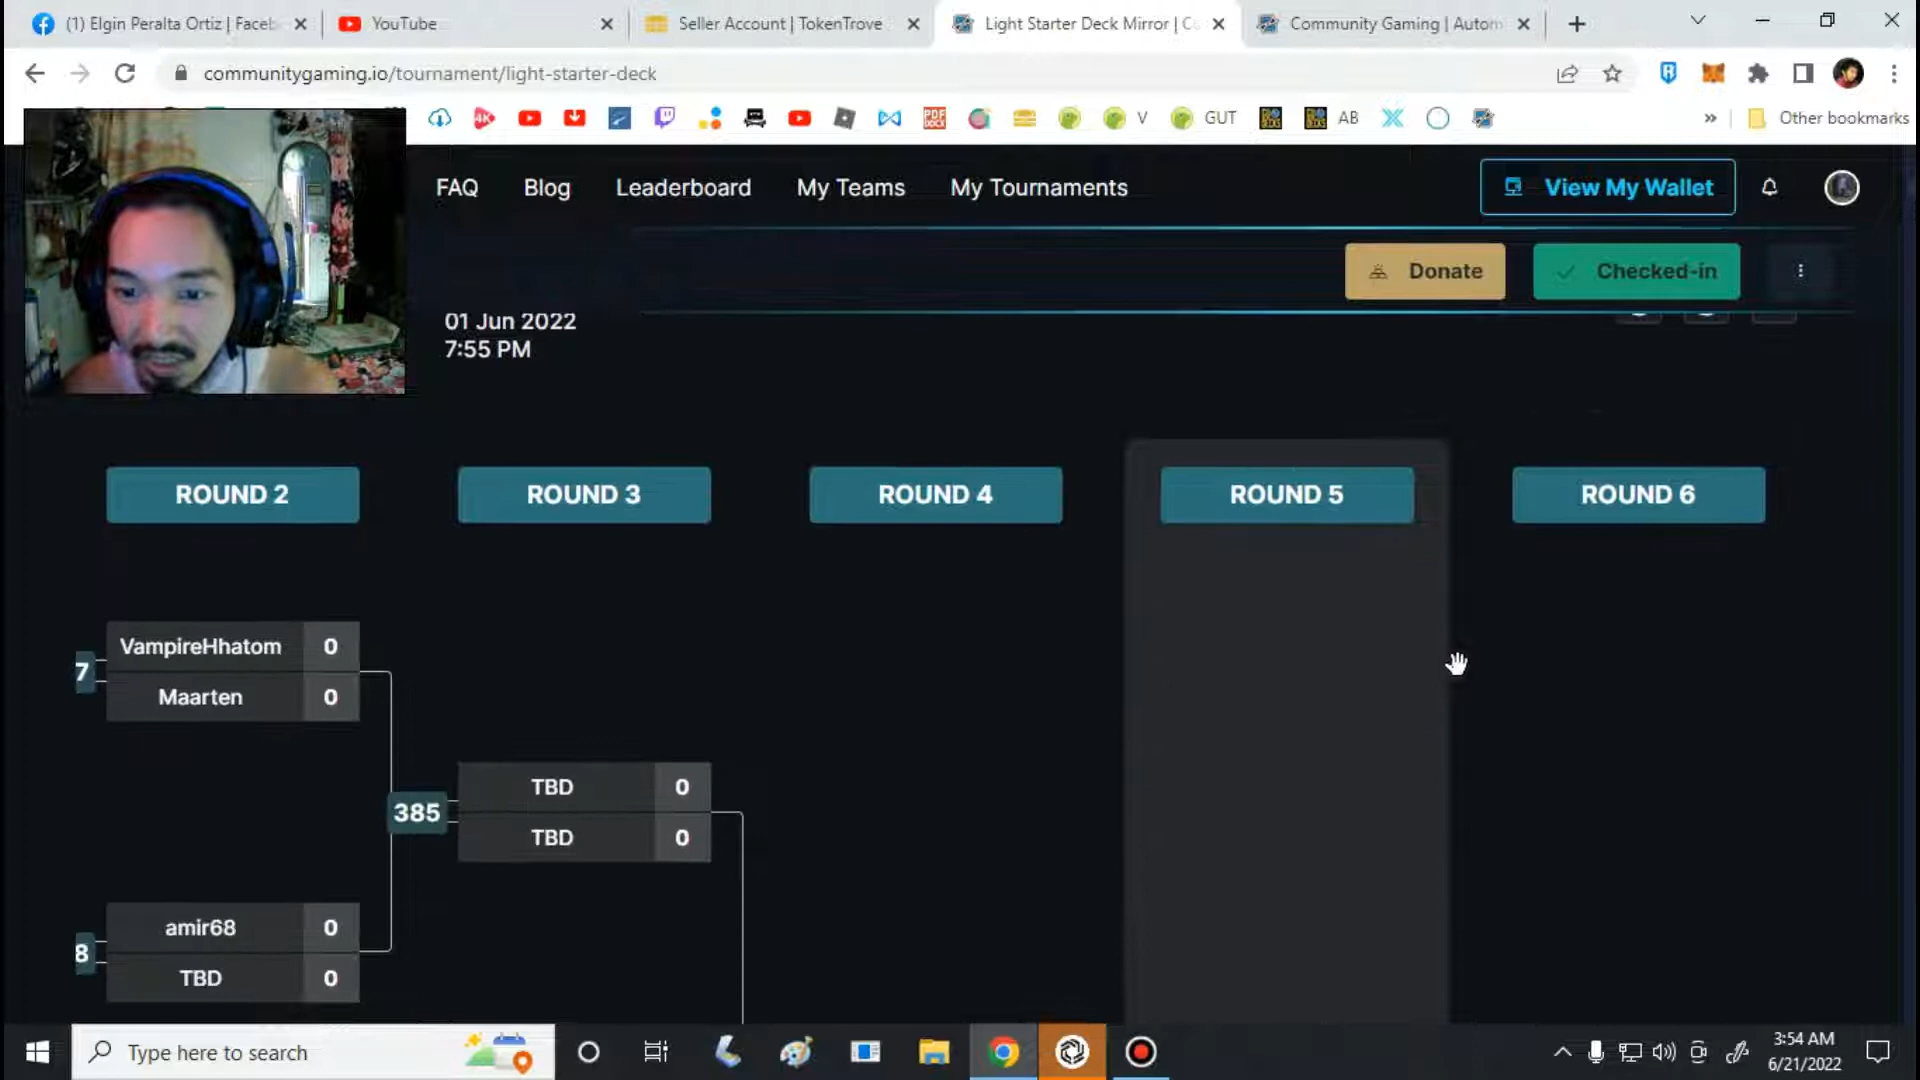 (1) Elgin Peralta Ortiz | Faceb
YouTube
Seller Account | TokenTrove
Light Starter Deck Mirror | Co
Community Gaming | Autom
communitygaming.io/tournament/light-starter-deck
4K
PDF
DOCX
V
GUT
AB
Other bookmarks
FAQ
Blog
Leaderboard
My Teams
My Tournaments
View My Wallet
Donate
Checked-in
01 Jun 2022
7:55 PM
ROUND 2
ROUND 3
ROUND 4
ROUND 5
ROUND 6
7
VampireHhatom 0
Maarten 0
385
TBD 0
TBD 0
8
amir68 0
TBD 0
Type here to search
3:54 AM
6/21/2022